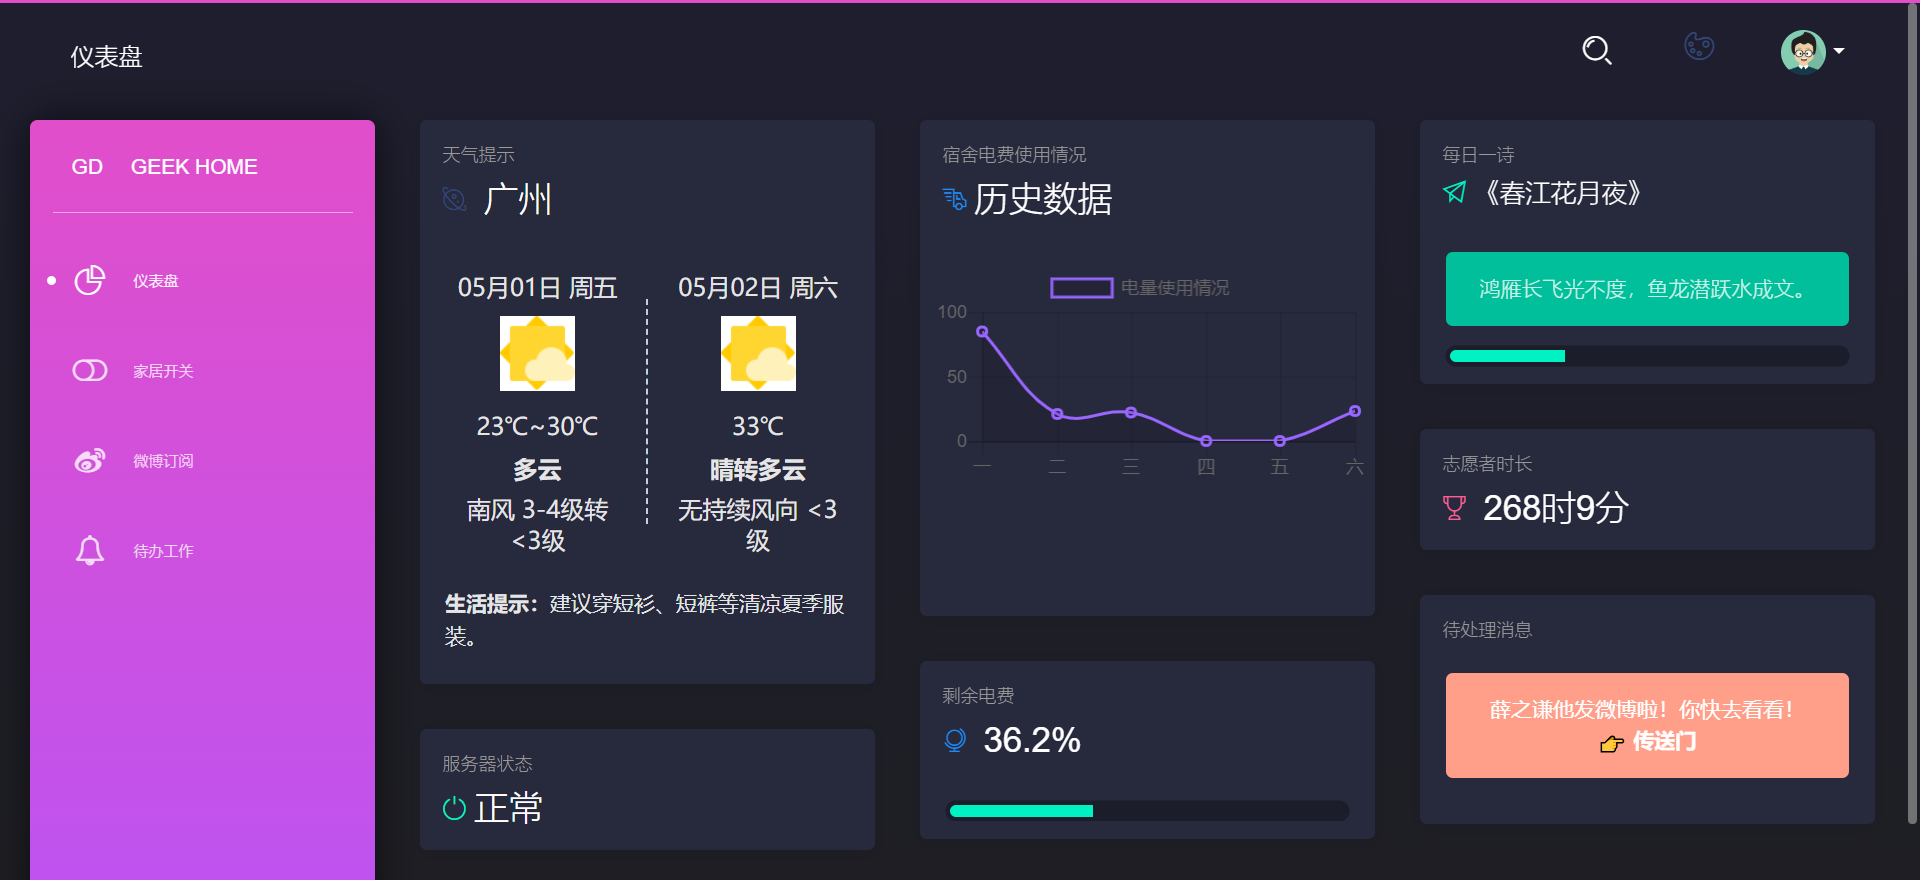 仪表盘
GD GEEK HOME
仪表盘
家居开关
微博订阅
待办工作
天气提示
广州
05月01日 周五
23℃~30℃
多云
南风 3-4级转
<3级
05月02日 周六
33℃
晴转多云
无持续风向 <3
级
生活提示：建议穿短衫、短裤等清凉夏季服
装。
服务器状态
正常
宿舍电费使用情况
历史数据
电量使用情况
100
50
0
一 二 三 四 五 六
剩余电费
36.2%
每日一诗
《春江花月夜》
鸿雁长飞光不度，鱼龙潜跃水成文。
志愿者时长
268时9分
待处理消息
薛之谦他发微博啦！你快去看看！
👉 传送门